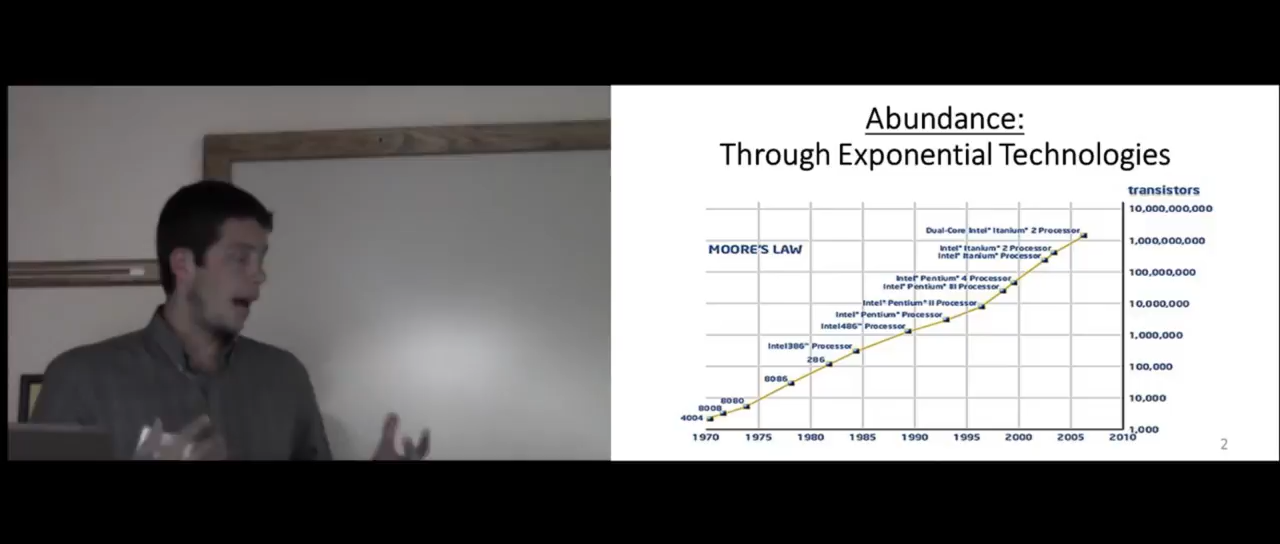 Abundance:
Through Exponential Technologies
transistors
10,000,000,000
Dual-Core Intel® Itanium® 2 Processor
1,000,000,000
MOORE'S LAW
Intel® Itanium® 2 Processor
Intel® Itanium® Processor
100,000,000
Intel® Pentium® 4 Processor
Intel® Pentium® III Processor
10,000,000
Intel® Pentium® II Processor
Intel® Pentium® Processor
Intel486™ Processor
1,000,000
Intel386™ Processor
286
100,000
8086
10,000
8080
8008
4004
1,000
1970 1975 1980 1985 1990 1995 2000 2005 2010
2